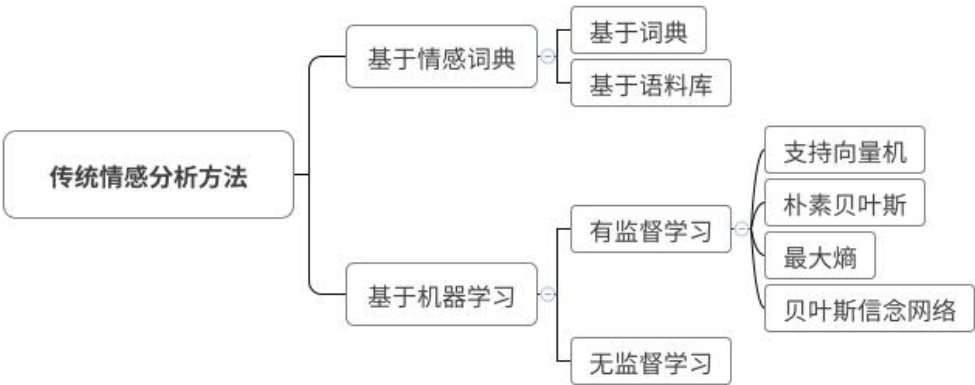 传统情感分析方法
基于情感词典
基于词典
基于语料库
基于机器学习
有监督学习
支持向量机
朴素贝叶斯
最大熵
贝叶斯信念网络
无监督学习